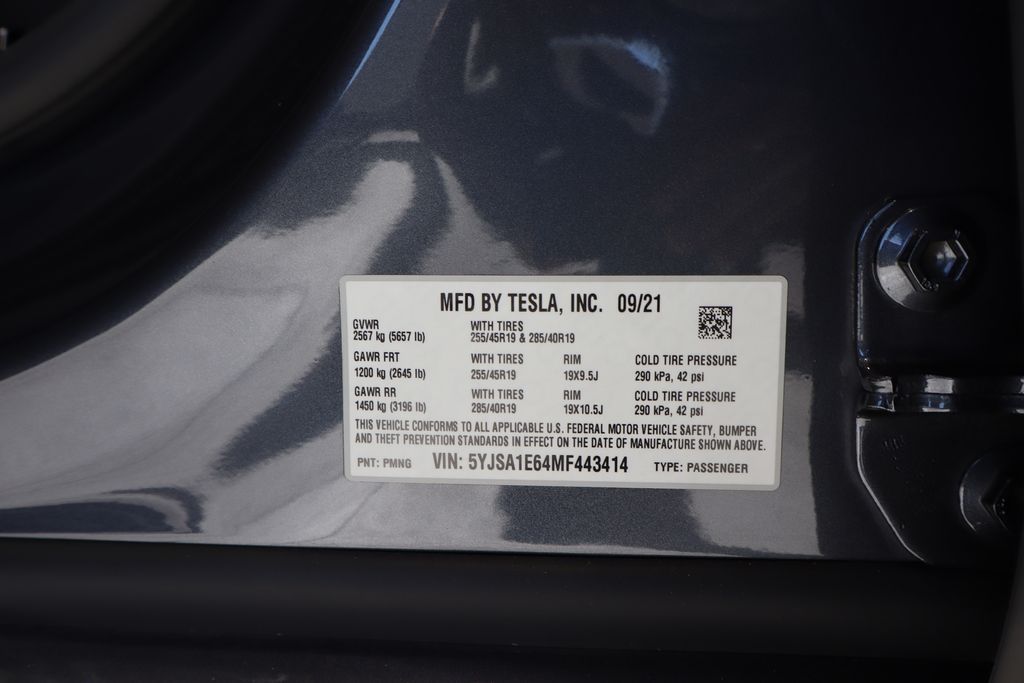 MFD BY TESLA, INC. 09/21
GVWR WITH TIRES
2567 kg (5657 lb) 255/45R19 & 285/40R19
GAWR FRT WITH TIRES RIM COLD TIRE PRESSURE
1200 kg (2645 lb) 255/45R19 19X9.5J 290 kPa, 42 psi
GAWR RR WITH TIRES RIM COLD TIRE PRESSURE
1450 kg (3196 lb) 285/40R19 19X10.5J 290 kPa, 42 psi
THIS VEHICLE CONFORMS TO ALL APPLICABLE U.S. FEDERAL MOTOR VEHICLE SAFETY, BUMPER
AND THEFT PREVENTION STANDARDS IN EFFECT ON THE DATE OF MANUFACTURE SHOWN ABOVE.
PNT: PMNG VIN: 5YJSA1E64MF443414 TYPE: PASSENGER